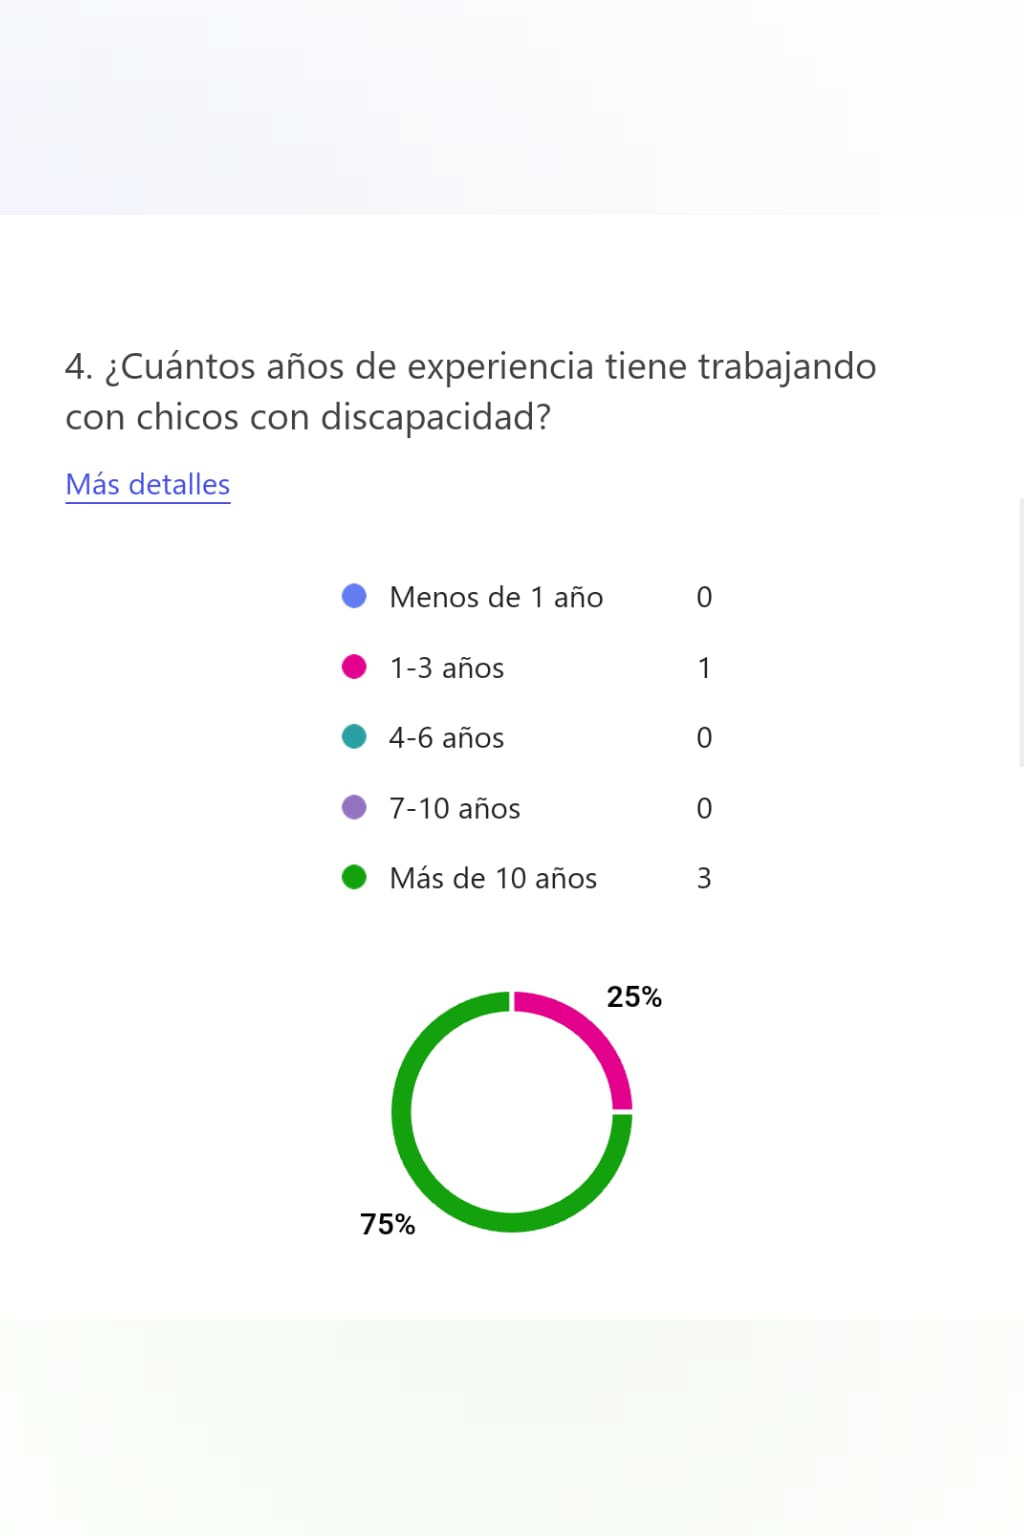 4. ¿Cuántos años de experiencia tiene trabajando
con chicos con discapacidad?
Más detalles
Menos de 1 año 0
1-3 años 1
4-6 años 0
7-10 años 0
Más de 10 años 3
25%
75%